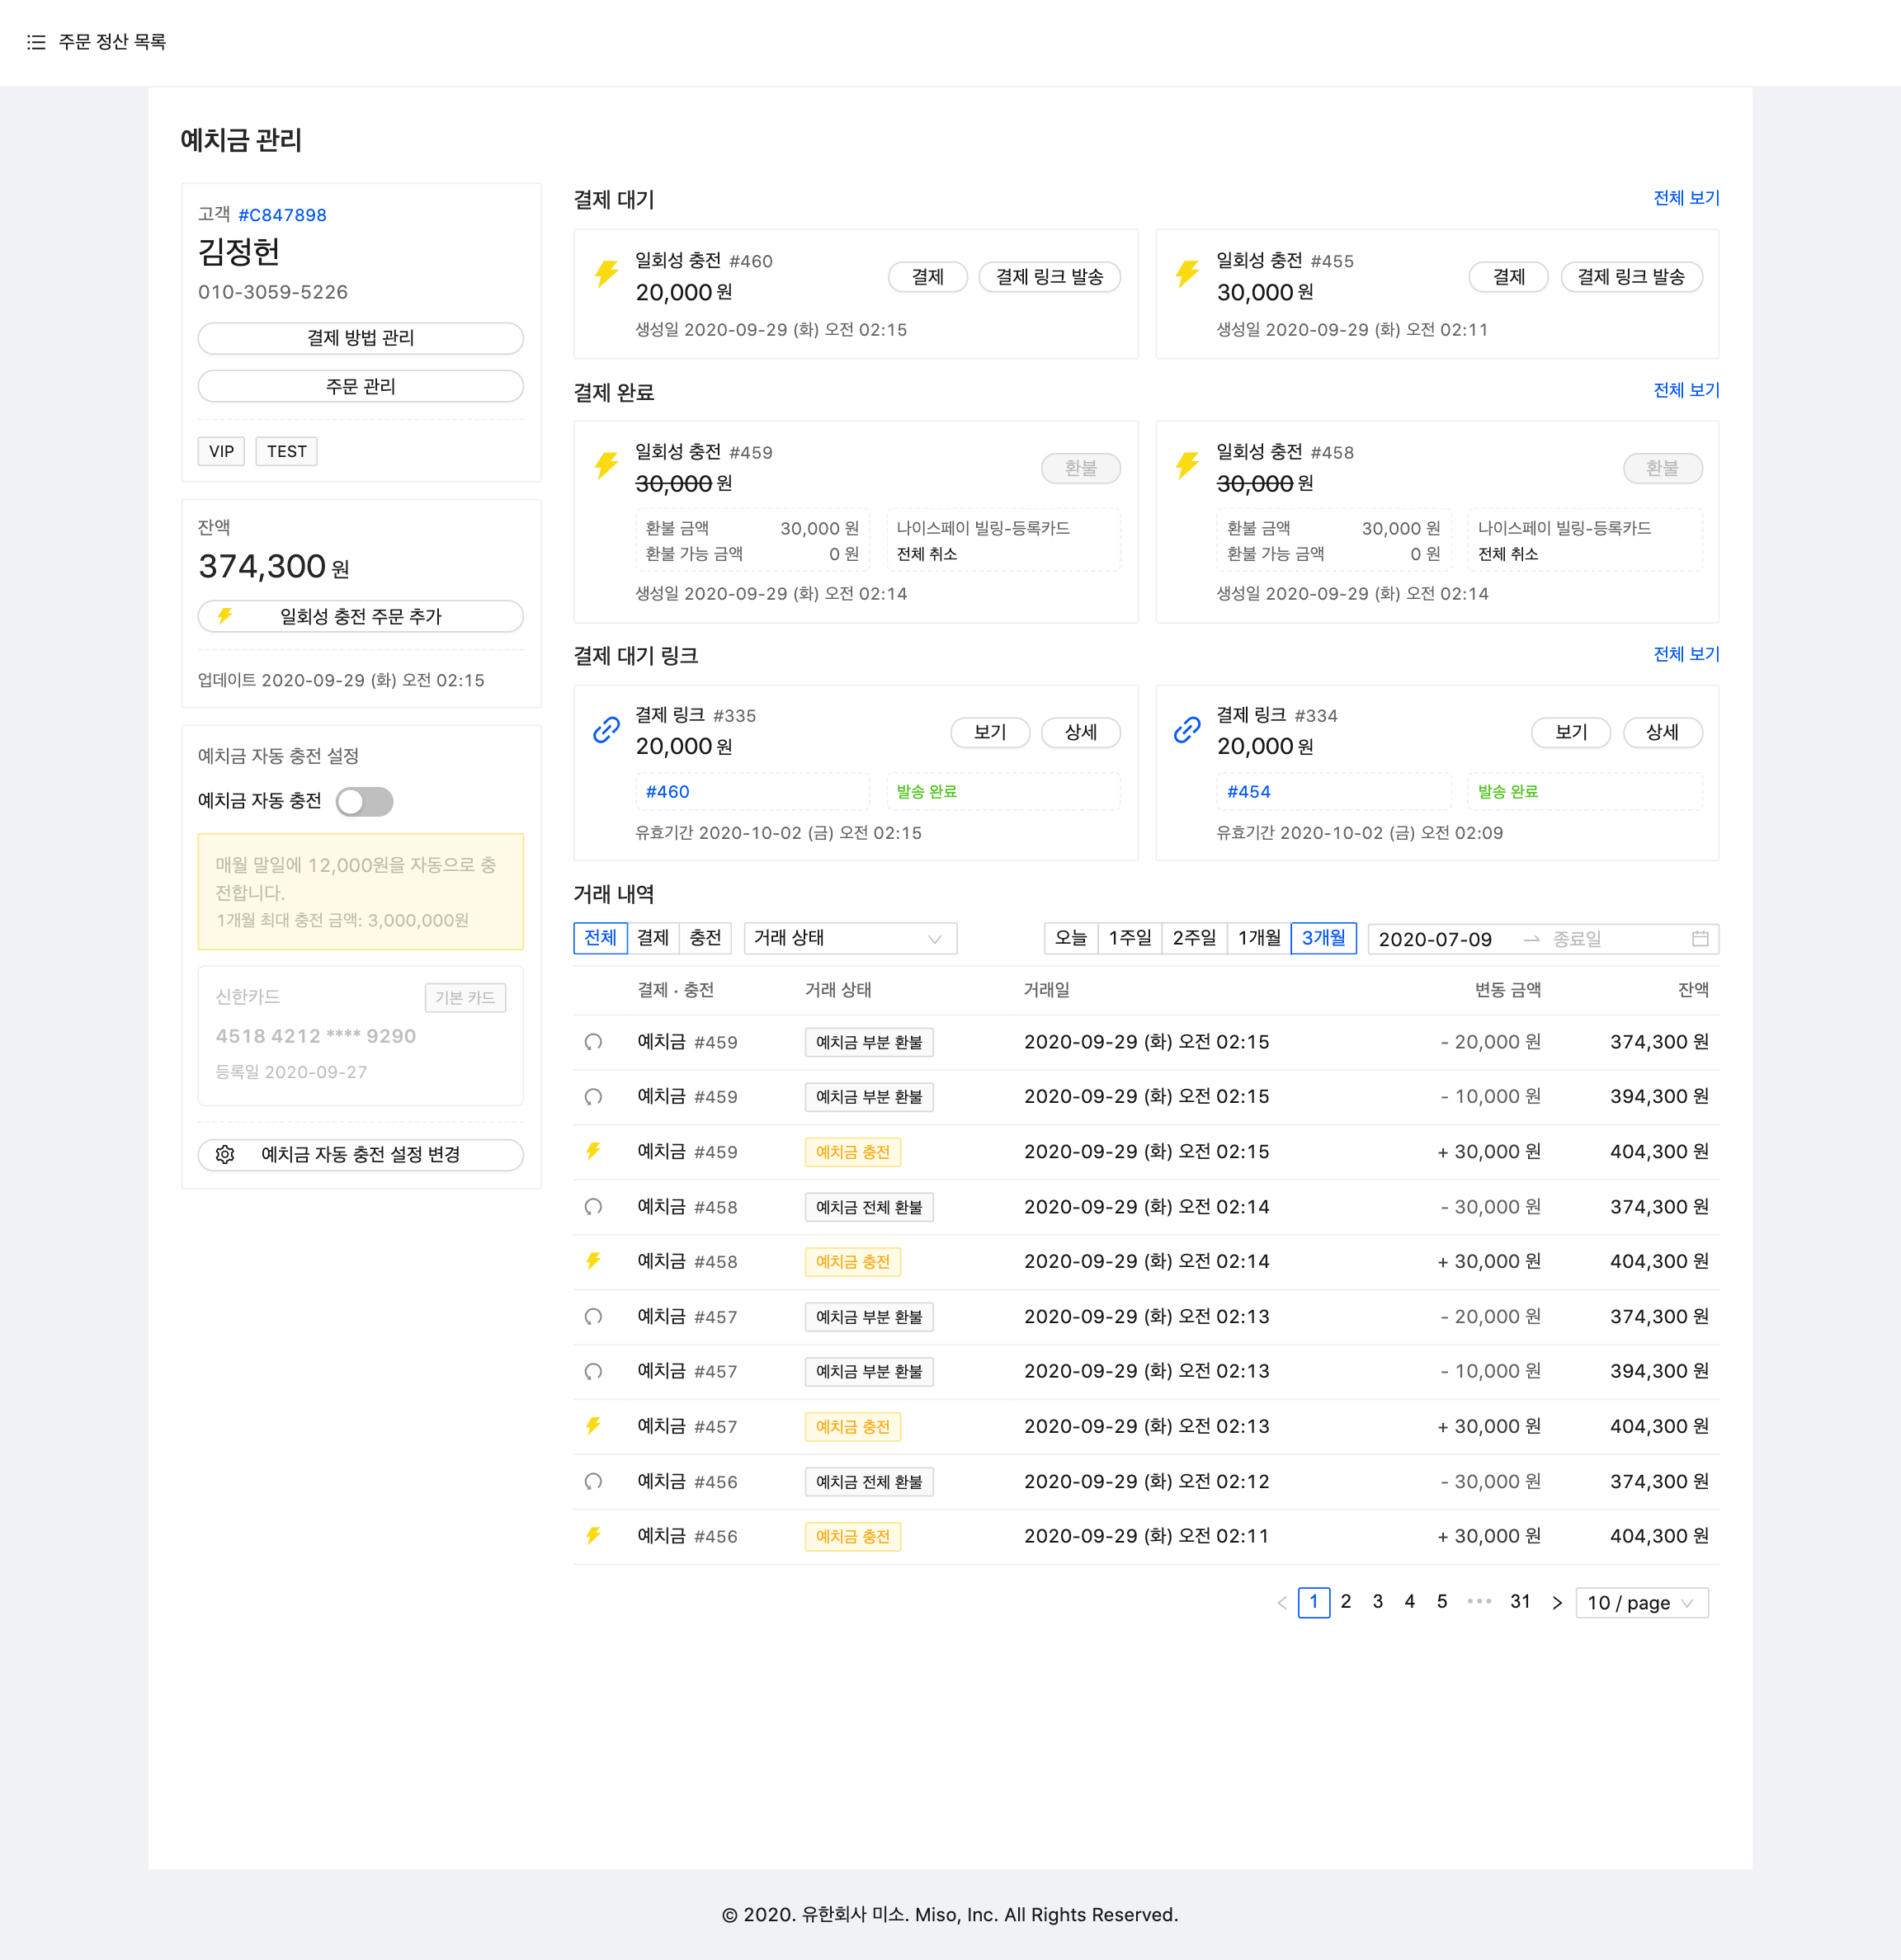 주문 정산 목록
예치금 관리
고객 #C847898
김정헌
010-3059-5226
결제 방법 관리
주문 관리
VIP TEST
잔액
374,300 원
일회성 충전 주문 추가
업데이트 2020-09-29 (화) 오전 02:15
예치금 자동 충전 설정
예치금 자동 충전
매월 말일에 12,000원을 자동으로 충
전합니다.
1개월 최대 충전 금액: 3,000,000원
신한카드 기본 카드
4518 4212 **** 9290
등록일 2020-09-27
예치금 자동 충전 설정 변경
결제 대기 전체 보기
일회성 충전 #460
20,000 원
결제 결제 링크 발송
생성일 2020-09-29 (화) 오전 02:15
일회성 충전 #455
30,000 원
결제 결제 링크 발송
생성일 2020-09-29 (화) 오전 02:11
결제 완료 전체 보기
일회성 충전 #459
30,000 원
환불
환불 금액 30,000 원
환불 가능 금액 0 원
나이스페이 빌링-등록카드
전체 취소
생성일 2020-09-29 (화) 오전 02:14
일회성 충전 #458
30,000 원
환불
환불 금액 30,000 원
환불 가능 금액 0 원
나이스페이 빌링-등록카드
전체 취소
생성일 2020-09-29 (화) 오전 02:14
결제 대기 링크 전체 보기
결제 링크 #335
20,000 원
보기 상세
#460 발송 완료
유효기간 2020-10-02 (금) 오전 02:15
결제 링크 #334
20,000 원
보기 상세
#454 발송 완료
유효기간 2020-10-02 (금) 오전 02:09
거래 내역
전체 결제 충전 거래 상태 오늘 1주일 2주일 1개월 3개월 2020-07-09 → 종료일
결제 · 충전 거래 상태 거래일 변동 금액 잔액
예치금 #459 예치금 부분 환불 2020-09-29 (화) 오전 02:15 - 20,000 원 374,300 원
예치금 #459 예치금 부분 환불 2020-09-29 (화) 오전 02:15 - 10,000 원 394,300 원
예치금 #459 예치금 충전 2020-09-29 (화) 오전 02:15 + 30,000 원 404,300 원
예치금 #458 예치금 전체 환불 2020-09-29 (화) 오전 02:14 - 30,000 원 374,300 원
예치금 #458 예치금 충전 2020-09-29 (화) 오전 02:14 + 30,000 원 404,300 원
예치금 #457 예치금 부분 환불 2020-09-29 (화) 오전 02:13 - 20,000 원 374,300 원
예치금 #457 예치금 부분 환불 2020-09-29 (화) 오전 02:13 - 10,000 원 394,300 원
예치금 #457 예치금 충전 2020-09-29 (화) 오전 02:13 + 30,000 원 404,300 원
예치금 #456 예치금 전체 환불 2020-09-29 (화) 오전 02:12 - 30,000 원 374,300 원
예치금 #456 예치금 충전 2020-09-29 (화) 오전 02:11 + 30,000 원 404,300 원
< 1 2 3 4 5 ••• 31 > 10 / page
© 2020. 유한회사 미소. Miso, Inc. All Rights Reserved.